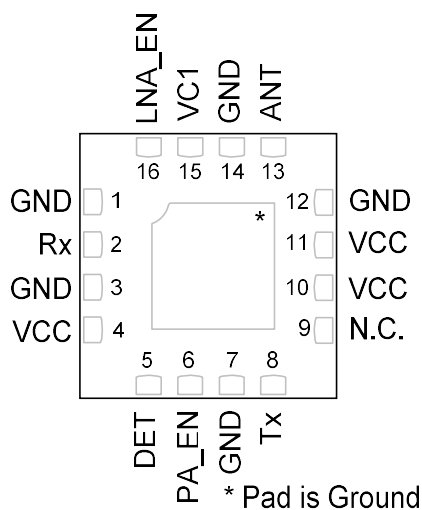 LNA_EN VC1 GND ANT
16 15 14 13
GND 1 12 GND
*
Rx 2 11 VCC
GND 3 10 VCC
VCC 4 9 N.C.
5 6 7 8
DET PA_EN GND Tx
* Pad is Ground